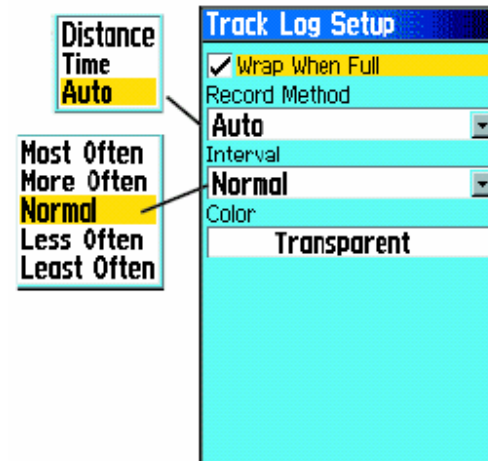 Distance
Time
Auto
Most Often
More Often
Normal
Less Often
Least Often
Track Log Setup
Wrap When Full
Record Method
Auto
Interval
Normal
Color
Transparent